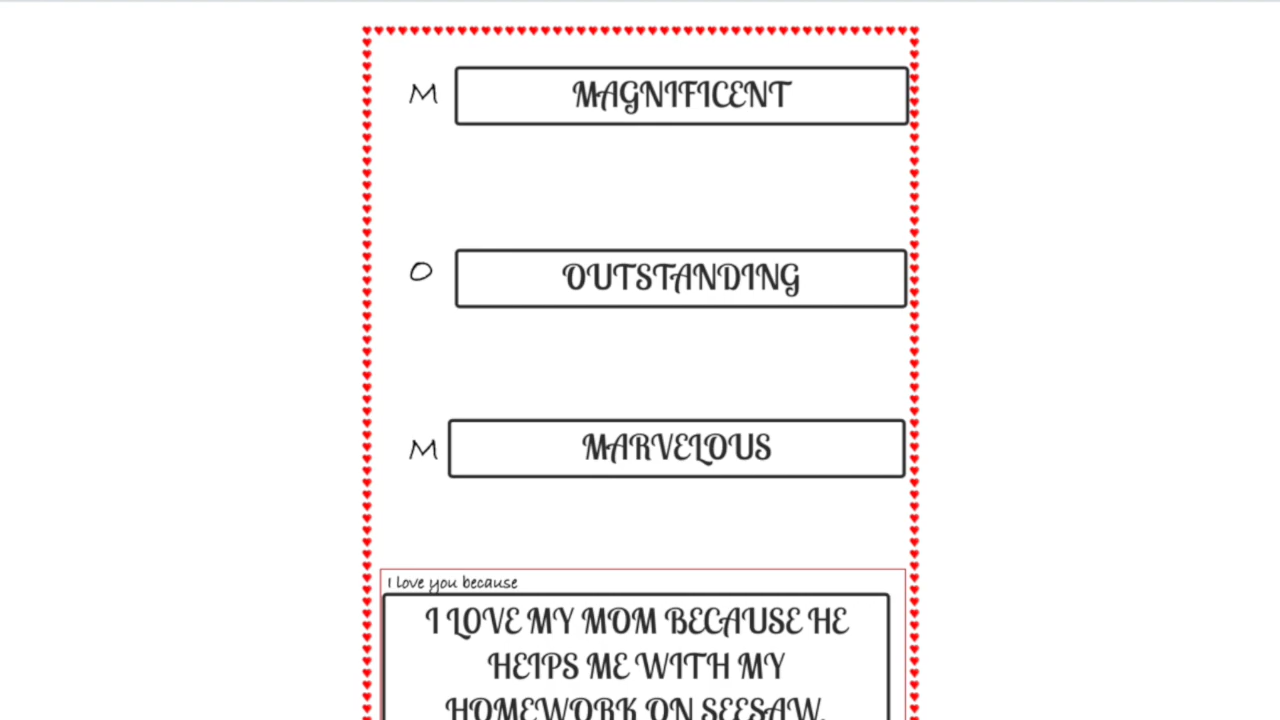 M MAGNIFICENT
O OUTSTANDING
M MARVELOUS
I love you because
I LOVE MY MOM BECAUSE HE
HEIPS ME WITH MY
HOMEWORK ON SEESAW.